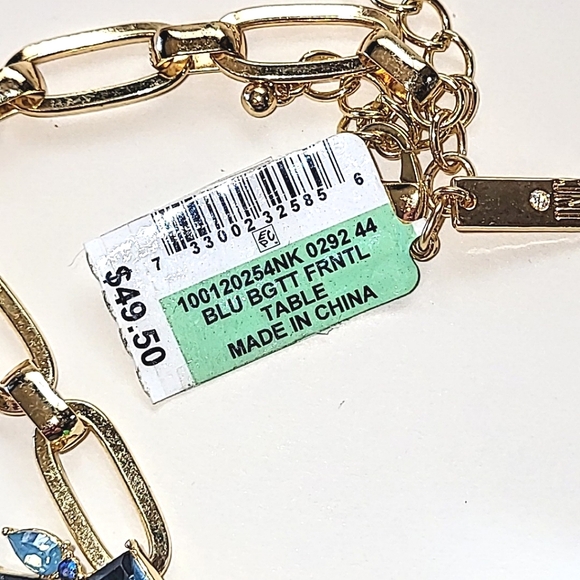 7 33002 32585 6
100120254NK 0292 44
BLU BGTT FRNTL
TABLE
MADE IN CHINA
$49.50